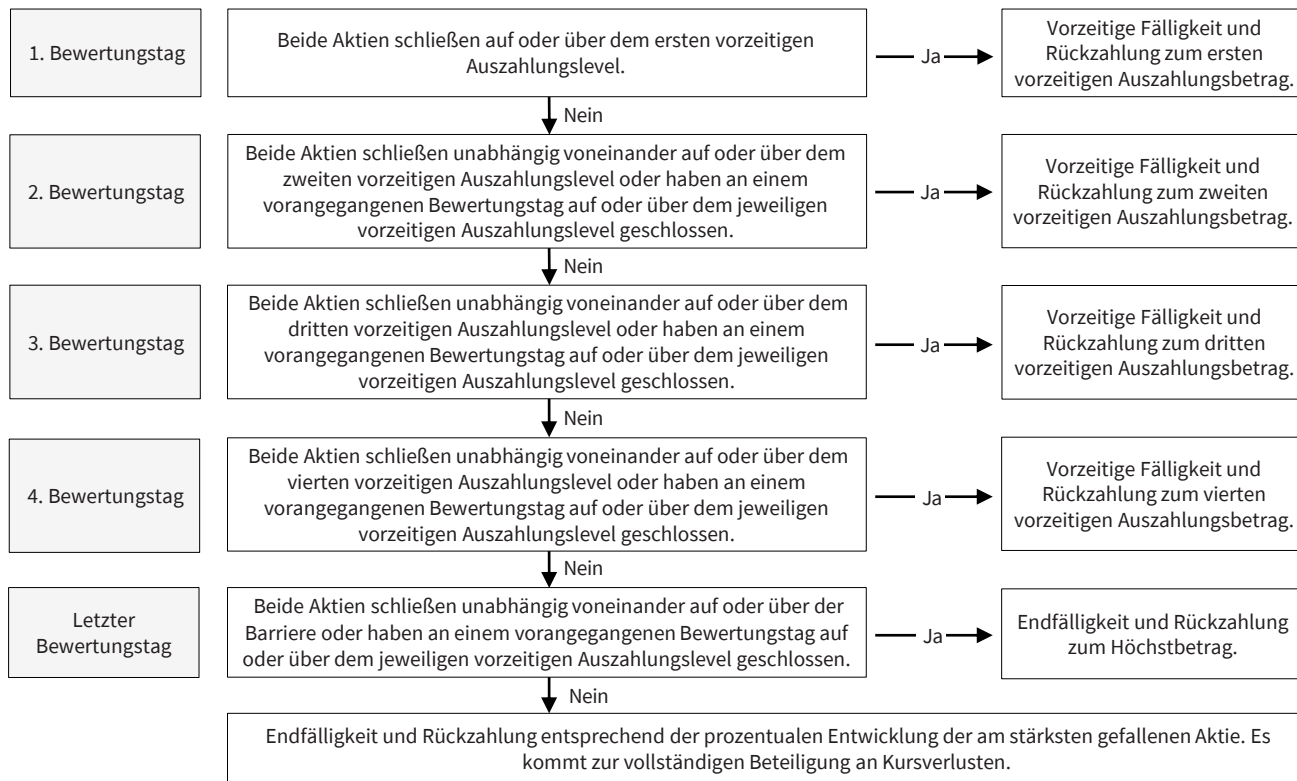 1. Bewertungstag
Beide Aktien schließen auf oder über dem ersten vorzeitigen
Auszahlungslevel.
Ja
Vorzeitige Fälligkeit und
Rückzahlung zum ersten
vorzeitigen Auszahlungsbetrag.
Nein
2. Bewertungstag
Beide Aktien schließen unabhängig voneinander auf oder über dem
zweiten vorzeitigen Auszahlungslevel oder haben an einem
vorangegangenen Bewertungstag auf oder über dem jeweiligen
vorzeitigen Auszahlungslevel geschlossen.
Ja
Vorzeitige Fälligkeit und
Rückzahlung zum zweiten
vorzeitigen Auszahlungsbetrag.
Nein
3. Bewertungstag
Beide Aktien schließen unabhängig voneinander auf oder über dem
dritten vorzeitigen Auszahlungslevel oder haben an einem
vorangegangenen Bewertungstag auf oder über dem jeweiligen
vorzeitigen Auszahlungslevel geschlossen.
Ja
Vorzeitige Fälligkeit und
Rückzahlung zum dritten
vorzeitigen Auszahlungsbetrag.
Nein
4. Bewertungstag
Beide Aktien schließen unabhängig voneinander auf oder über dem
vierten vorzeitigen Auszahlungslevel oder haben an einem
vorangegangenen Bewertungstag auf oder über dem jeweiligen
vorzeitigen Auszahlungslevel geschlossen.
Ja
Vorzeitige Fälligkeit und
Rückzahlung zum vierten
vorzeitigen Auszahlungsbetrag.
Nein
Letzter
Bewertungstag
Beide Aktien schließen unabhängig voneinander auf oder über der
Barriere oder haben an einem vorangegangenen Bewertungstag auf
oder über dem jeweiligen vorzeitigen Auszahlungslevel geschlossen.
Ja
Endfälligkeit und Rückzahlung
zum Höchstbetrag.
Nein
Endfälligkeit und Rückzahlung entsprechend der prozentualen Entwicklung der am stärksten gefallenen Aktie. Es
kommt zur vollständigen Beteiligung an Kursverlusten.